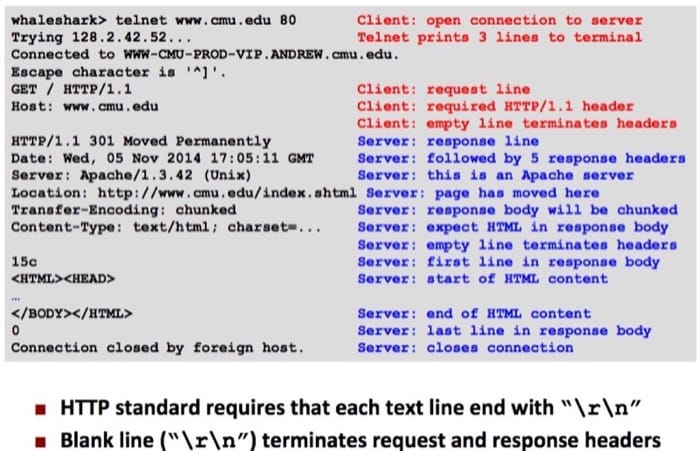 whaleshark> telnet www.cmu.edu 80 Client: open connection to server
Trying 128.2.42.52... Telnet prints 3 lines to terminal
Connected to WWW-CMU-PROD-VIP.ANDREW.cmu.edu.
Escape character is '^]'.
GET / HTTP/1.1 Client: request line
Host: www.cmu.edu Client: required HTTP/1.1 header
Client: empty line terminates headers
HTTP/1.1 301 Moved Permanently Server: response line
Date: Wed, 05 Nov 2014 17:05:11 GMT Server: followed by 5 response headers
Server: Apache/1.3.42 (Unix) Server: this is an Apache server
Location: http://www.cmu.edu/index.shtml Server: page has moved here
Transfer-Encoding: chunked Server: response body will be chunked
Content-Type: text/html; charset=... Server: expect HTML in response body
Server: empty line terminates headers
15c Server: first line in response body
<HTML><HEAD> Server: start of HTML content
…
</BODY></HTML> Server: end of HTML content
0 Server: last line in response body
Connection closed by foreign host. Server: closes connection
■ HTTP standard requires that each text line end with “\r\n”
■ Blank line (“\r\n”) terminates request and response headers